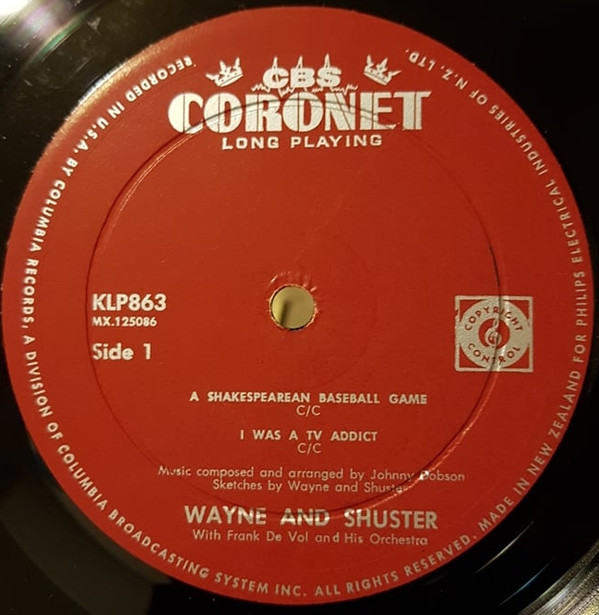 CBS
CORONET
LONG PLAYING
KLP863
MX.125086
Side 1
COPYRIGHT
CONTROL
A SHAKESPEAREAN BASEBALL GAME
C/C
I WAS A TV ADDICT
C/C
Music composed and arranged by Johnny Dobson
Sketches by Wayne and Shuster
WAYNE AND SHUSTER
With Frank De Vol and His Orchestra
RECORDED IN U.S.A. BY COLUMBIA RECORDS, A DIVISION OF COLUMBIA BROADCASTING SYSTEM INC. ALL RIGHTS RESERVED. MADE IN NEW ZEALAND FOR PHILIPS ELECTRICAL INDUSTRIES OF N.Z. LTD.